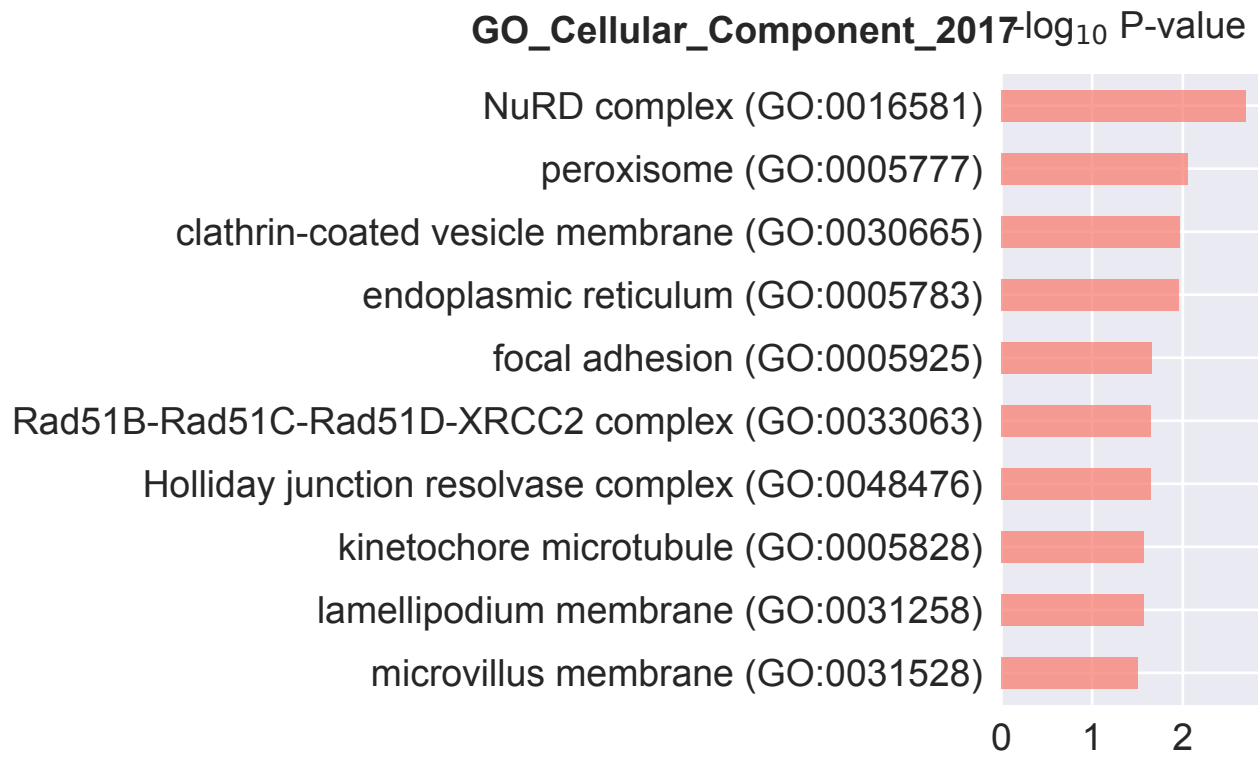 GO_Cellular_Component_2017 -log10 P-value
NuRD complex (GO:0016581)
peroxisome (GO:0005777)
clathrin-coated vesicle membrane (GO:0030665)
endoplasmic reticulum (GO:0005783)
focal adhesion (GO:0005925)
Rad51B-Rad51C-Rad51D-XRCC2 complex (GO:0033063)
Holliday junction resolvase complex (GO:0048476)
kinetochore microtubule (GO:0005828)
lamellipodium membrane (GO:0031258)
microvillus membrane (GO:0031528)
0 1 2